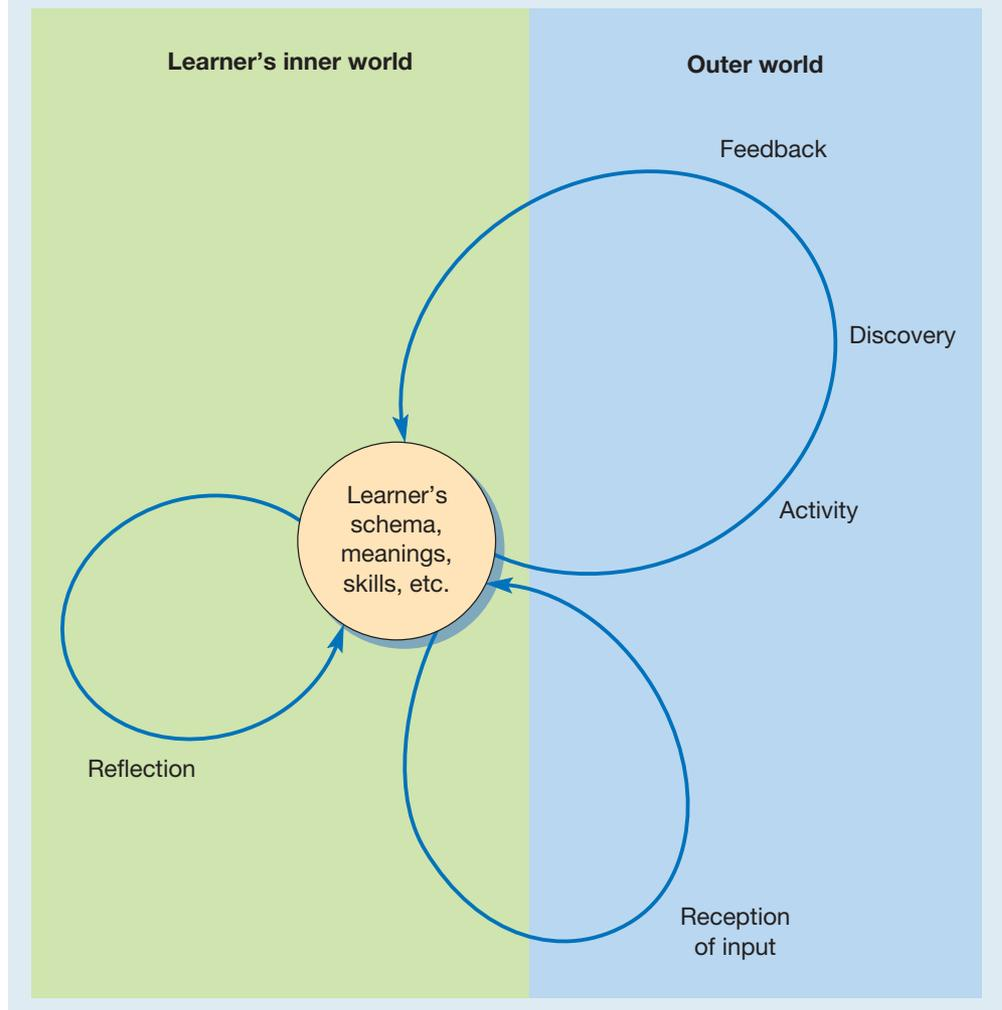 Learner’s inner world
Outer world
Feedback
Discovery
Learner’s
schema,
meanings,
skills, etc.
Activity
Reflection
Reception
of input